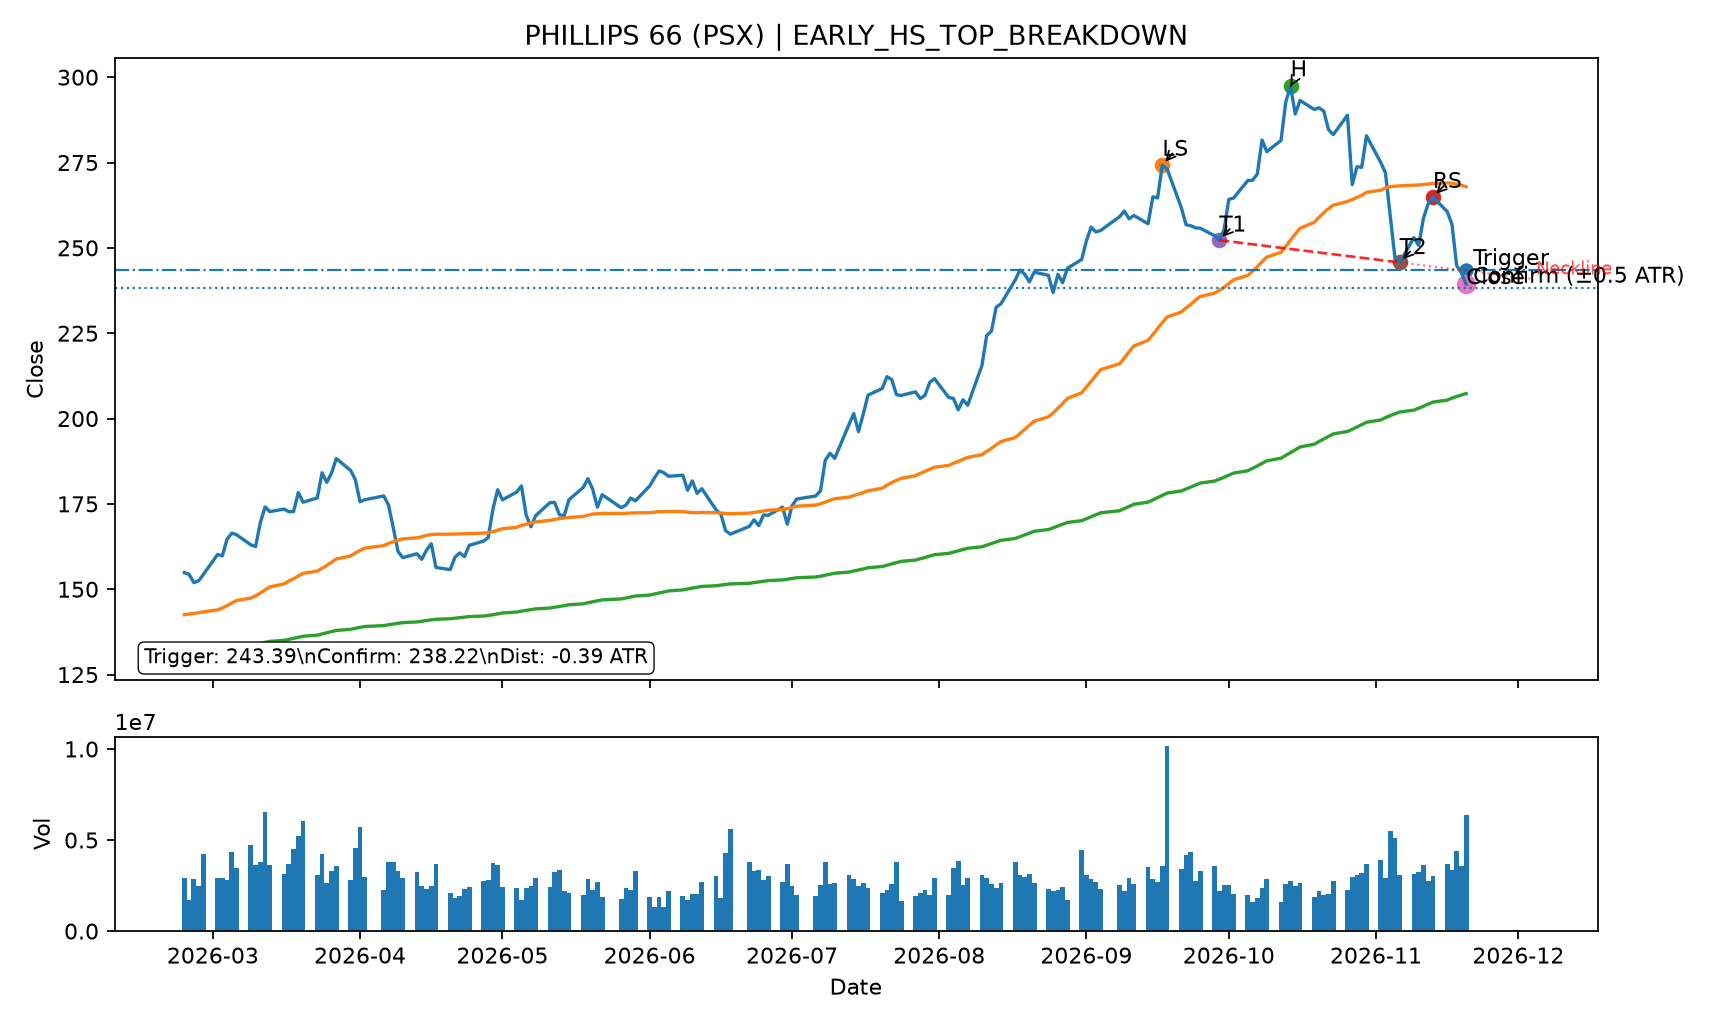 PHILLIPS 66 (PSX) | EARLY_HS_TOP_BREAKDOWN
Close
300
275
250
225
200
175
150
125
H
LS
RS
T1
T2
Trigger
Neckline
Confirm (±0.5 ATR)
Close
Trigger: 243.39\nConfirm: 238.22\nDist: -0.39 ATR
1e7
Vol
1.0
0.5
0.0
2026-03
2026-04
2026-05
2026-06
2026-07
2026-08
2026-09
2026-10
2026-11
2026-12
Date